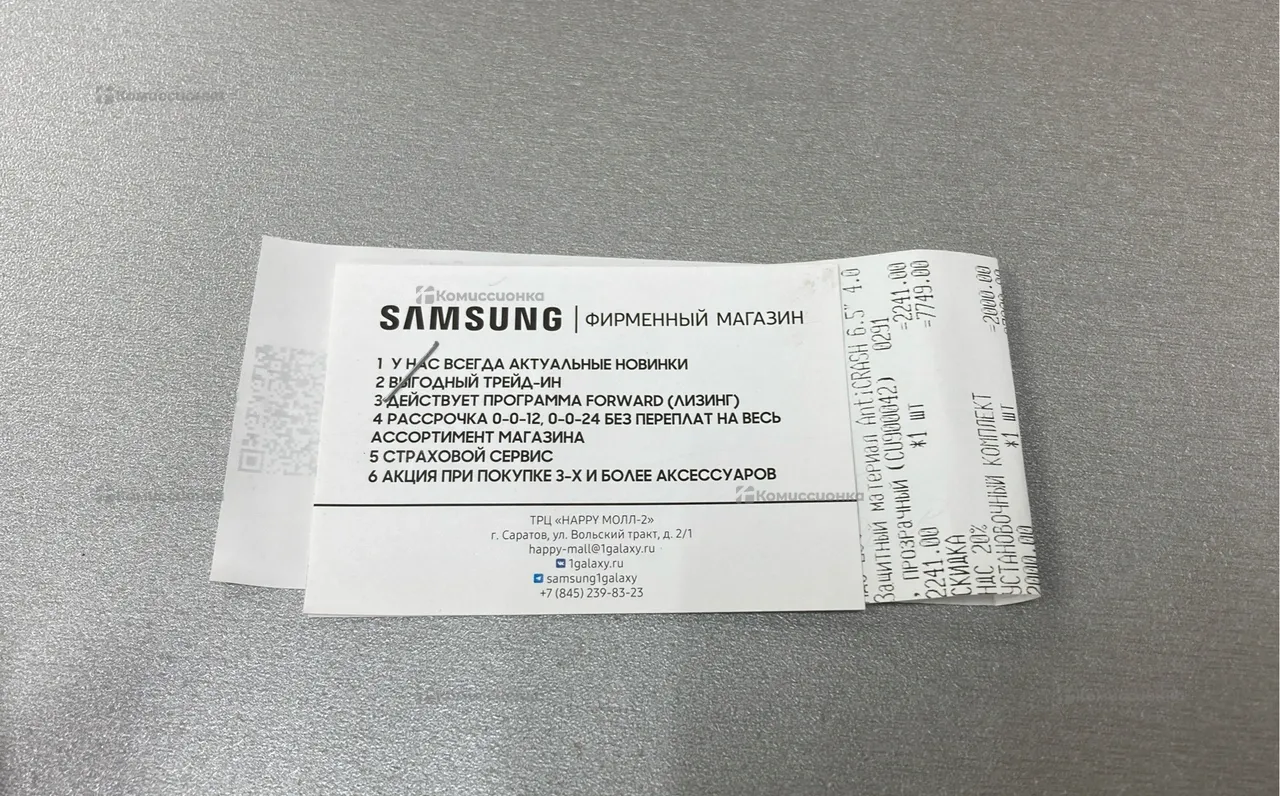 Комиссионка
Комиссионка
SAMSUNG | ФИРМЕННЫЙ МАГАЗИН
1 У НАС ВСЕГДА АКТУАЛЬНЫЕ НОВИНКИ
2 ВЫГОДНЫЙ ТРЕЙД-ИН
3 ДЕЙСТВУЕТ ПРОГРАММА FORWARD (ЛИЗИНГ)
4 РАССРОЧКА 0-0-12, 0-0-24 БЕЗ ПЕРЕПЛАТ НА ВЕСЬ
АССОРТИМЕНТ МАГАЗИНА
5 СТРАХОВОЙ СЕРВИС
6 АКЦИЯ ПРИ ПОКУПКЕ 3-Х И БОЛЕЕ АКСЕССУАРОВ
Комиссионка
Комиссионка
ТРЦ «HAPPY МОЛЛ-2»
г. Саратов, ул. Вольский тракт, д. 2/1
happy-mall@1galaxy.ru
1galaxy.ru
samsung1galaxy
+7 (845) 239-83-23
Защитный материал AntiCRASH 6.5" 4.0
, ПРОЗРАЧНЫЙ (CU900042) 0291
2241.00 *1 ШТ =2241.00
СКИДКА =7749.00
НДС 20%
УСТАНОВОЧНЫЙ КОМПЛЕКТ
2000.00 *1 ШТ =2000.00